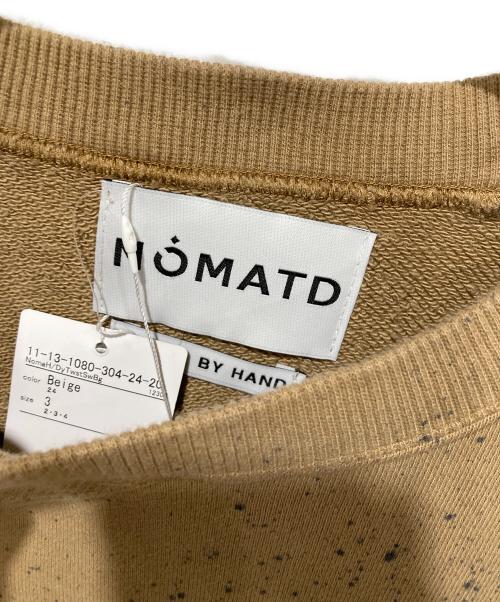 NOMATD
BY HAND
11-13-1080-304-24-20
NomaH/DyTwstSwBg
1230
color Beige
24
size 3
2·3·4